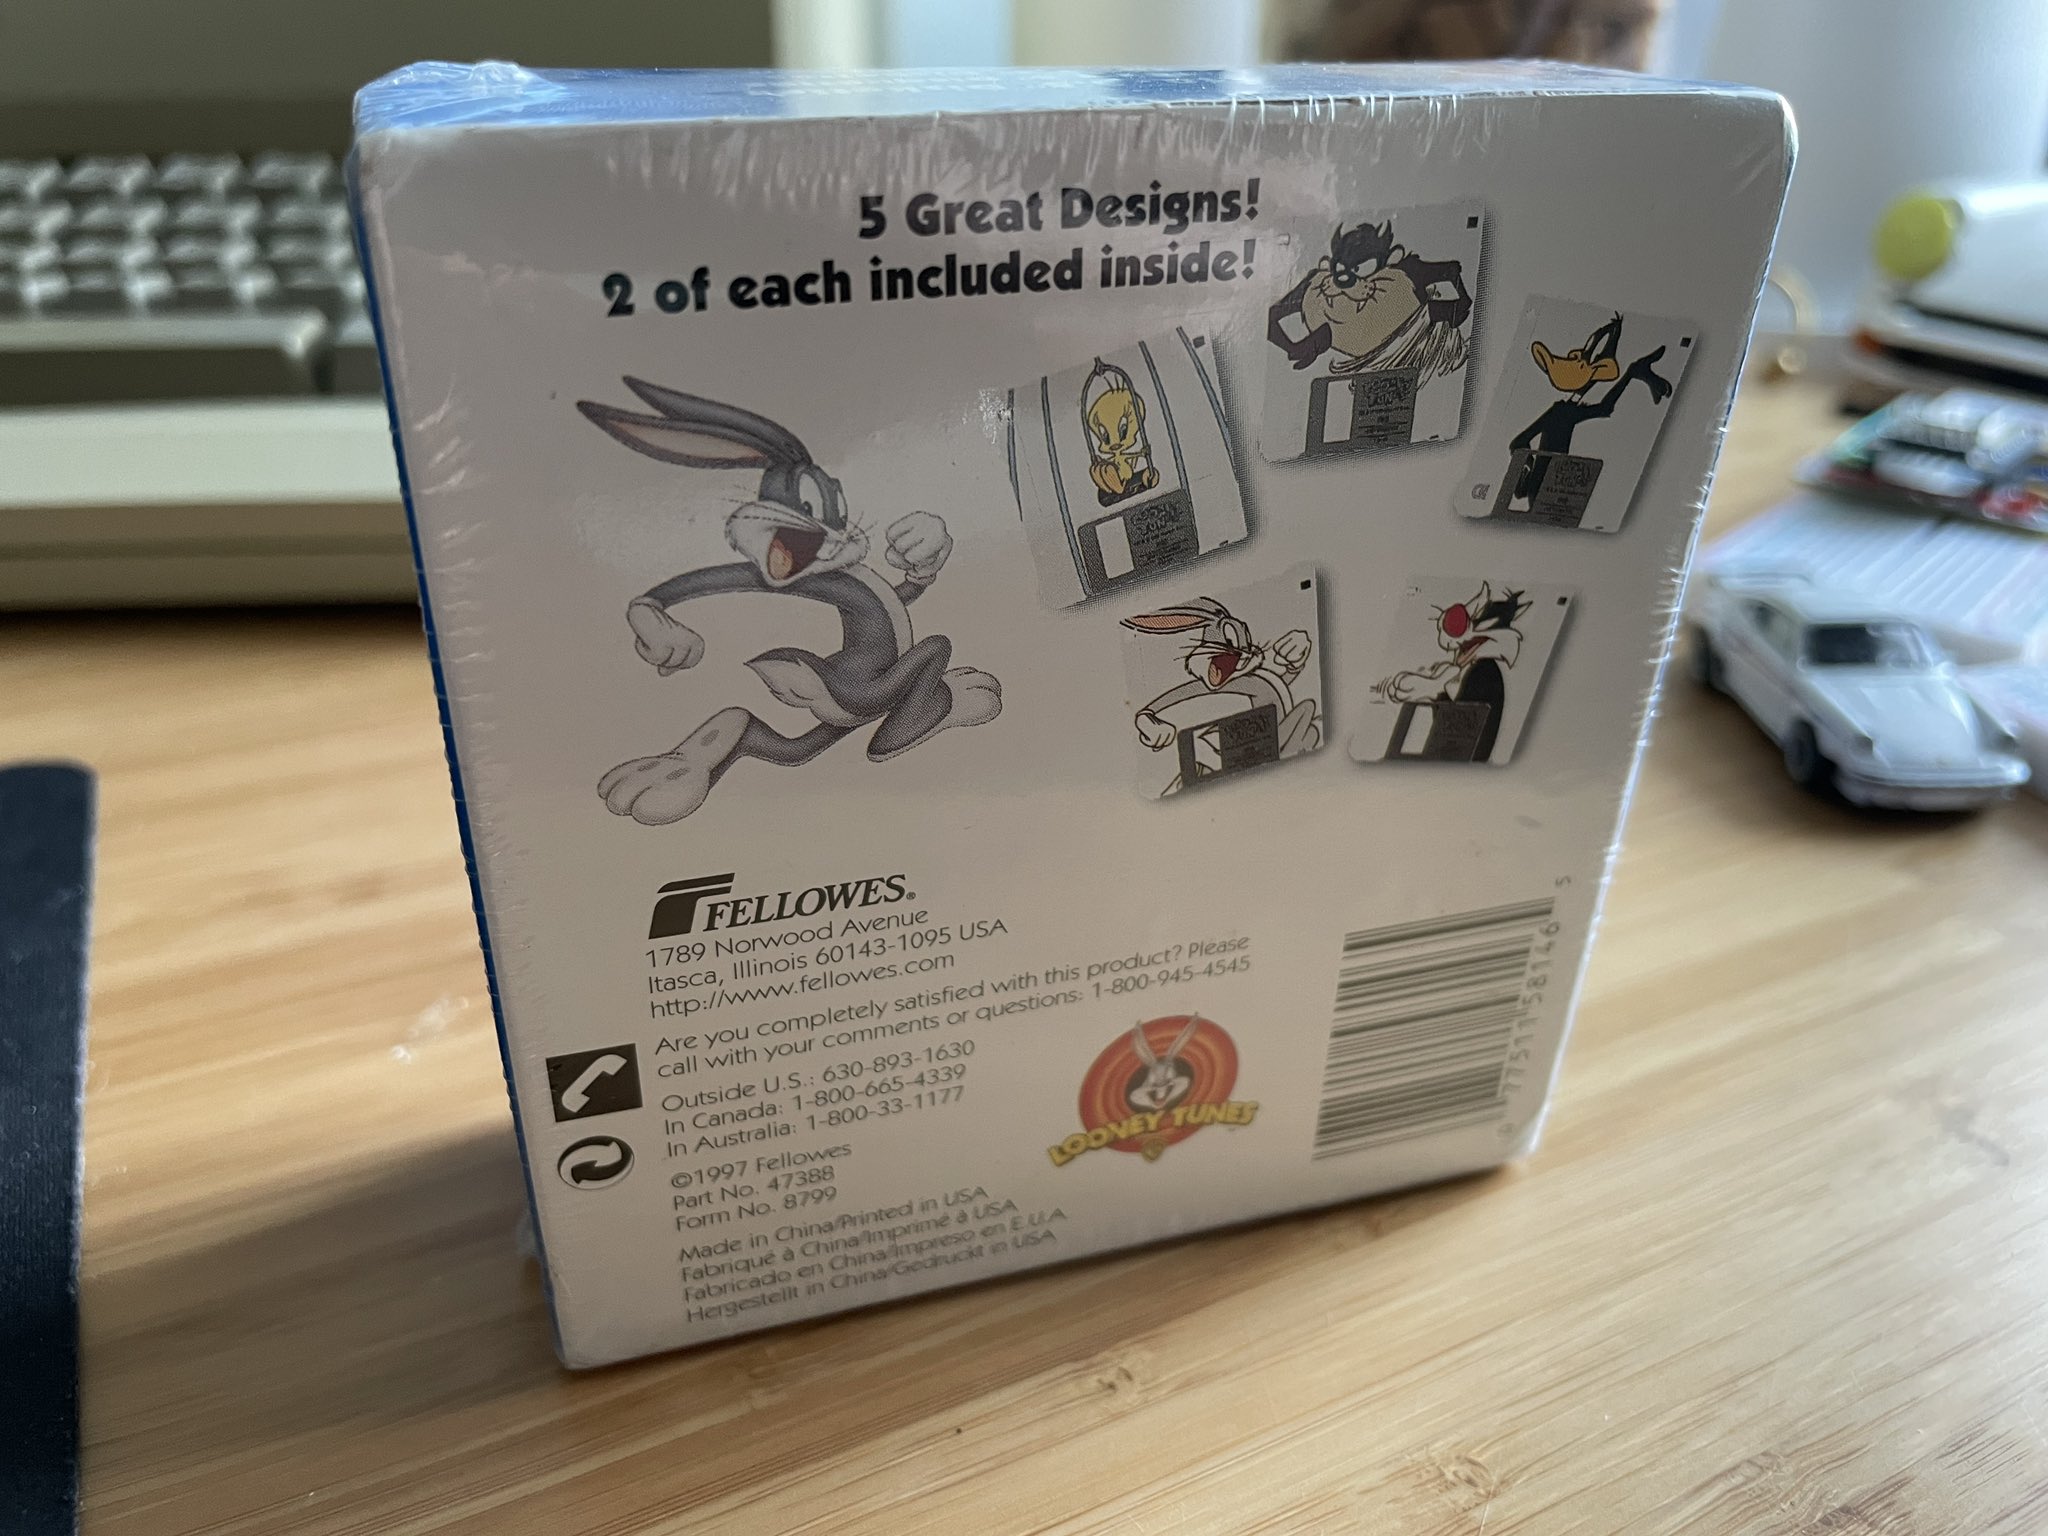 5 Great Designs!
2 of each included inside!
FELLOWES®
1789 Norwood Avenue
Itasca, Illinois 60143-1095 USA
http://www.fellowes.com
Are you completely satisfied with this product? Please
call with your comments or questions: 1-800-945-4545
Outside U.S.: 630-893-1630
In Canada: 1-800-665-4339
In Australia: 1-800-33-1177
©1997 Fellowes
Part No. 47388
Form No. 8799
Made in China/Printed in USA
Fabriqué à China/Imprimé à USA
Fabricado en China/Impreso en E.U.A
Hergestellt in China/Gedruckt in USA
LOONEY TUNES
77511 58146 5